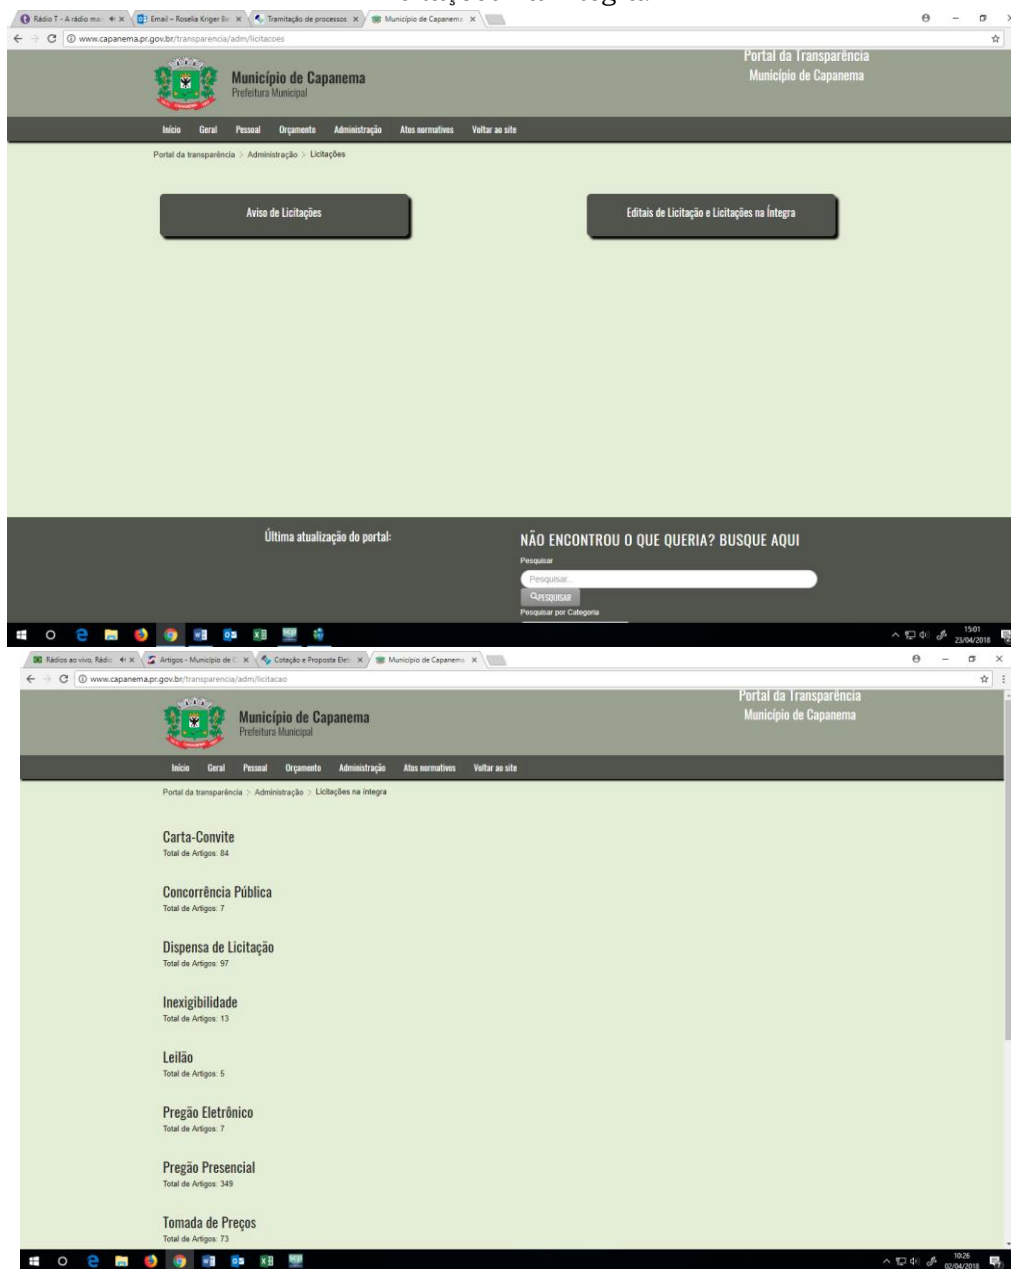 Rádio T - A rádio mai
Email – Roselia Kriger Be
Tramitação de processos
Município de Capanema
www.capanema.pr.gov.br/transparencia/adm/licitacoes
Portal da Transparência
Município de Capanema
Município de Capanema
Prefeitura Municipal
Início Geral Pessoal Orçamento Administração Atos normativos Voltar ao site
Portal da transparência > Administração > Licitações
Aviso de Licitações
Editais de Licitação e Licitações na Íntegra
Última atualização do portal:
NÃO ENCONTROU O QUE QUERIA? BUSQUE AQUI
Pesquisar
Pesquisar...
PESQUISAR
Pesquisar por Categoria
15:01
23/04/2018
Rádios ao vivo, Rádio
Artigos - Município de C
Cotação e Proposta Elet
Município de Capanema
www.capanema.pr.gov.br/transparencia/adm/licitacao
Portal da Transparência
Município de Capanema
Município de Capanema
Prefeitura Municipal
Início Geral Pessoal Orçamento Administração Atos normativos Voltar ao site
Portal da transparência > Administração > Licitações na íntegra
Carta-Convite
Total de Artigos: 84
Concorrência Pública
Total de Artigos: 7
Dispensa de Licitação
Total de Artigos: 97
Inexigibilidade
Total de Artigos: 13
Leilão
Total de Artigos: 5
Pregão Eletrônico
Total de Artigos: 7
Pregão Presencial
Total de Artigos: 349
Tomada de Preços
Total de Artigos: 73
10:26
02/04/2018